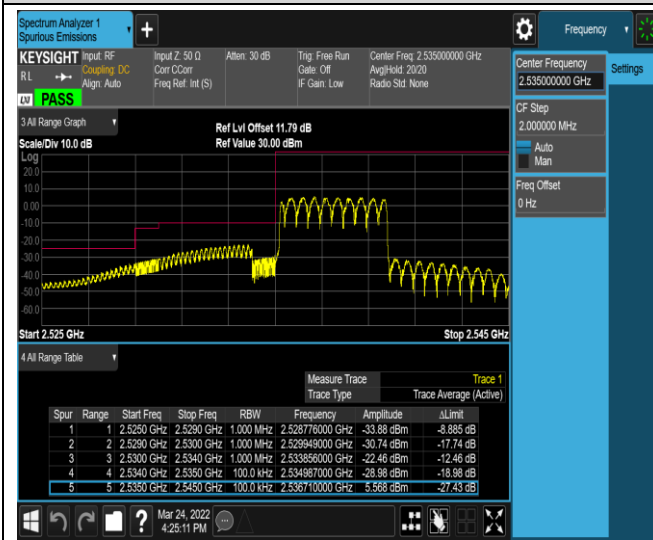 Spectrum Analyzer 1
Spurious Emissions
+
Frequency
KEYSIGHT
RL
Input: RF
Coupling: DC
Align: Auto
Input Z: 50 Ω
Corr CCorr
Freq Ref: Int (S)
Atten: 30 dB
Trig: Free Run
Gate: Off
IF Gain: Low
Center Freq: 2.535000000 GHz
Avg|Hold: 20/20
Radio Std: None
LXI
PASS
Center Frequency
2.535000000 GHz
Settings
CF Step
2.000000 MHz
Auto
Man
Freq Offset
0 Hz
3 All Range Graph
Scale/Div 10.0 dB
Ref Lvl Offset 11.79 dB
Ref Value 30.00 dBm
Log
20.0
10.0
0.00
-10.0
-20.0
-30.0
-40.0
-50.0
-60.0
Start 2.525 GHz
Stop 2.545 GHz
4 All Range Table
Measure Trace Trace 1
Trace Type Trace Average (Active)
Spur Range Start Freq Stop Freq RBW Frequency Amplitude ΔLimit
1 1 2.5250 GHz 2.5290 GHz 1.000 MHz 2.528776000 GHz -33.88 dBm -8.885 dB
2 2 2.5290 GHz 2.5300 GHz 1.000 MHz 2.529949000 GHz -30.74 dBm -17.74 dB
3 3 2.5300 GHz 2.5340 GHz 1.000 MHz 2.533856000 GHz -22.46 dBm -12.46 dB
4 4 2.5340 GHz 2.5350 GHz 100.0 kHz 2.534987000 GHz -28.98 dBm -18.98 dB
5 5 2.5350 GHz 2.5450 GHz 100.0 kHz 2.536710000 GHz 5.568 dBm -27.43 dB
?
Mar 24, 2022
4:25:11 PM